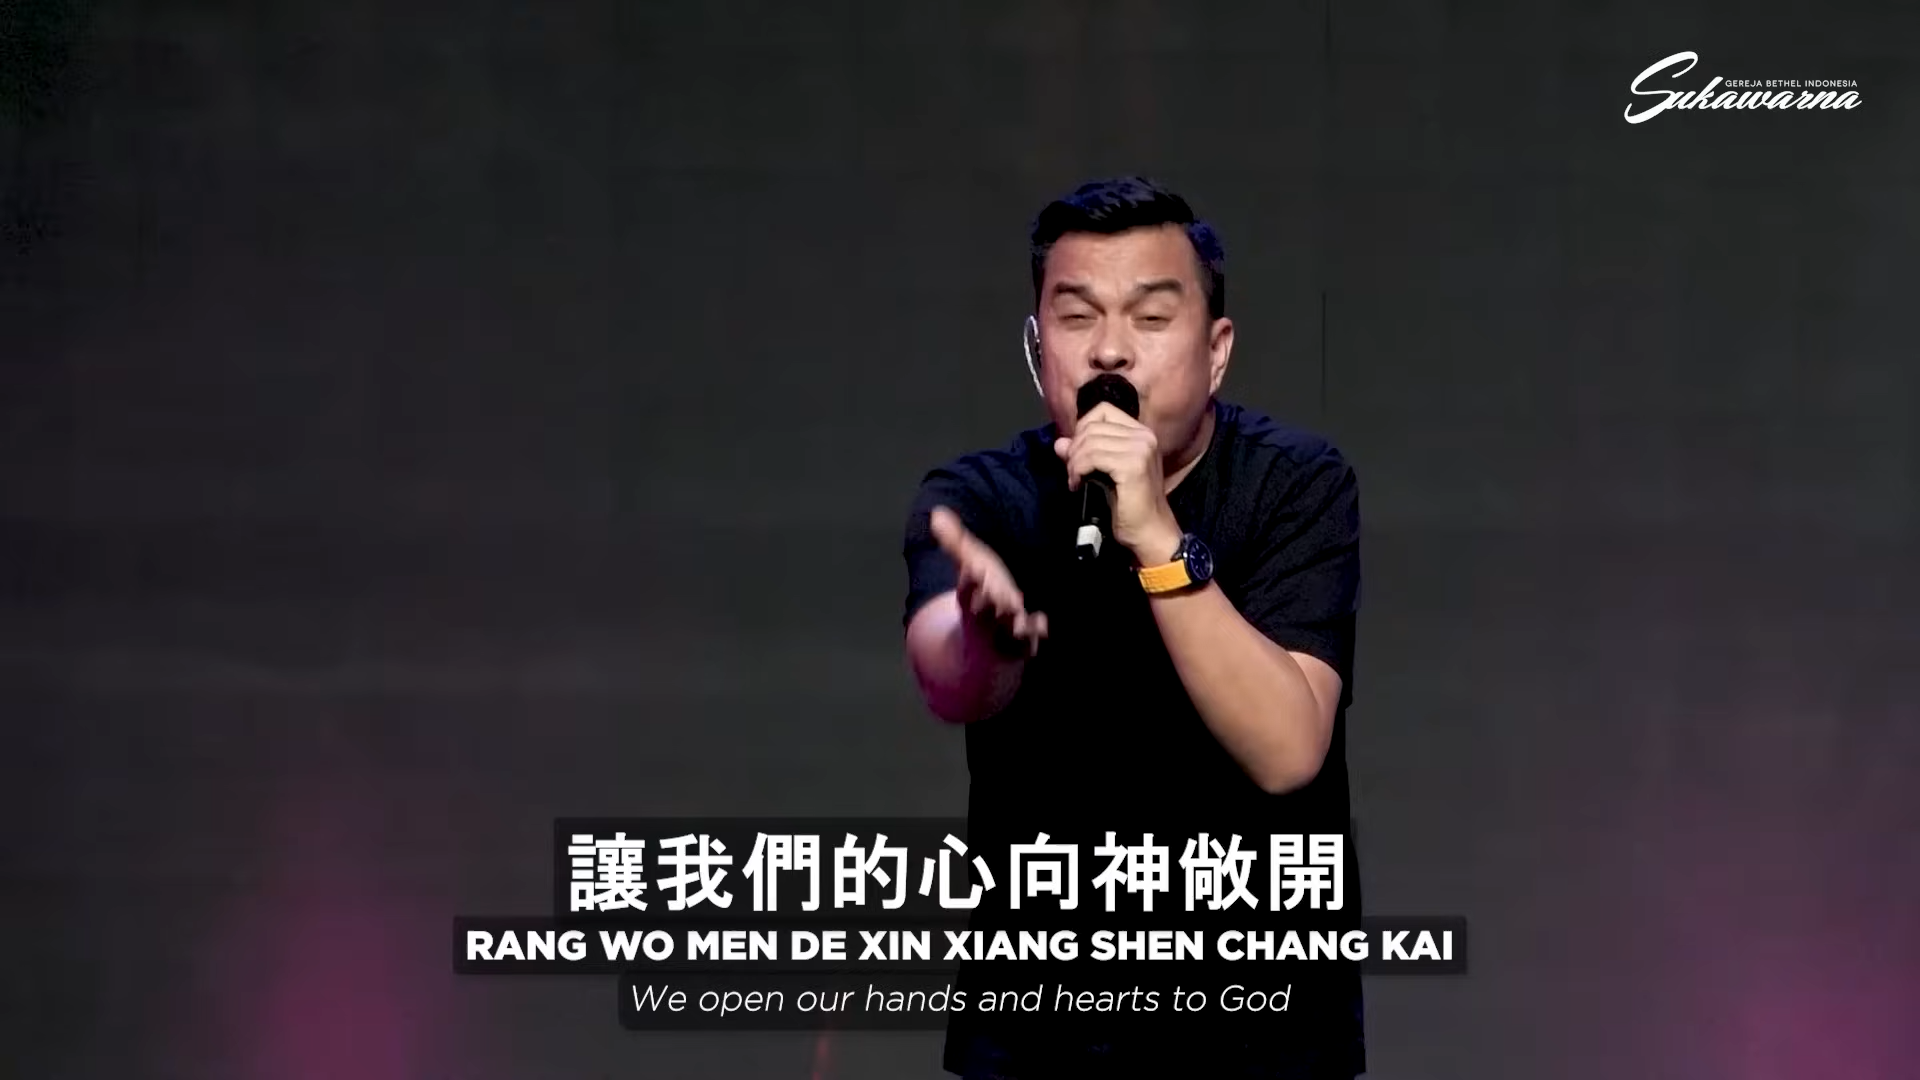 GEREJA BETHEL INDONESIA
Sukawarna
讓我們的心向神敞開
RANG WO MEN DE XIN XIANG SHEN CHANG KAI
We open our hands and hearts to God